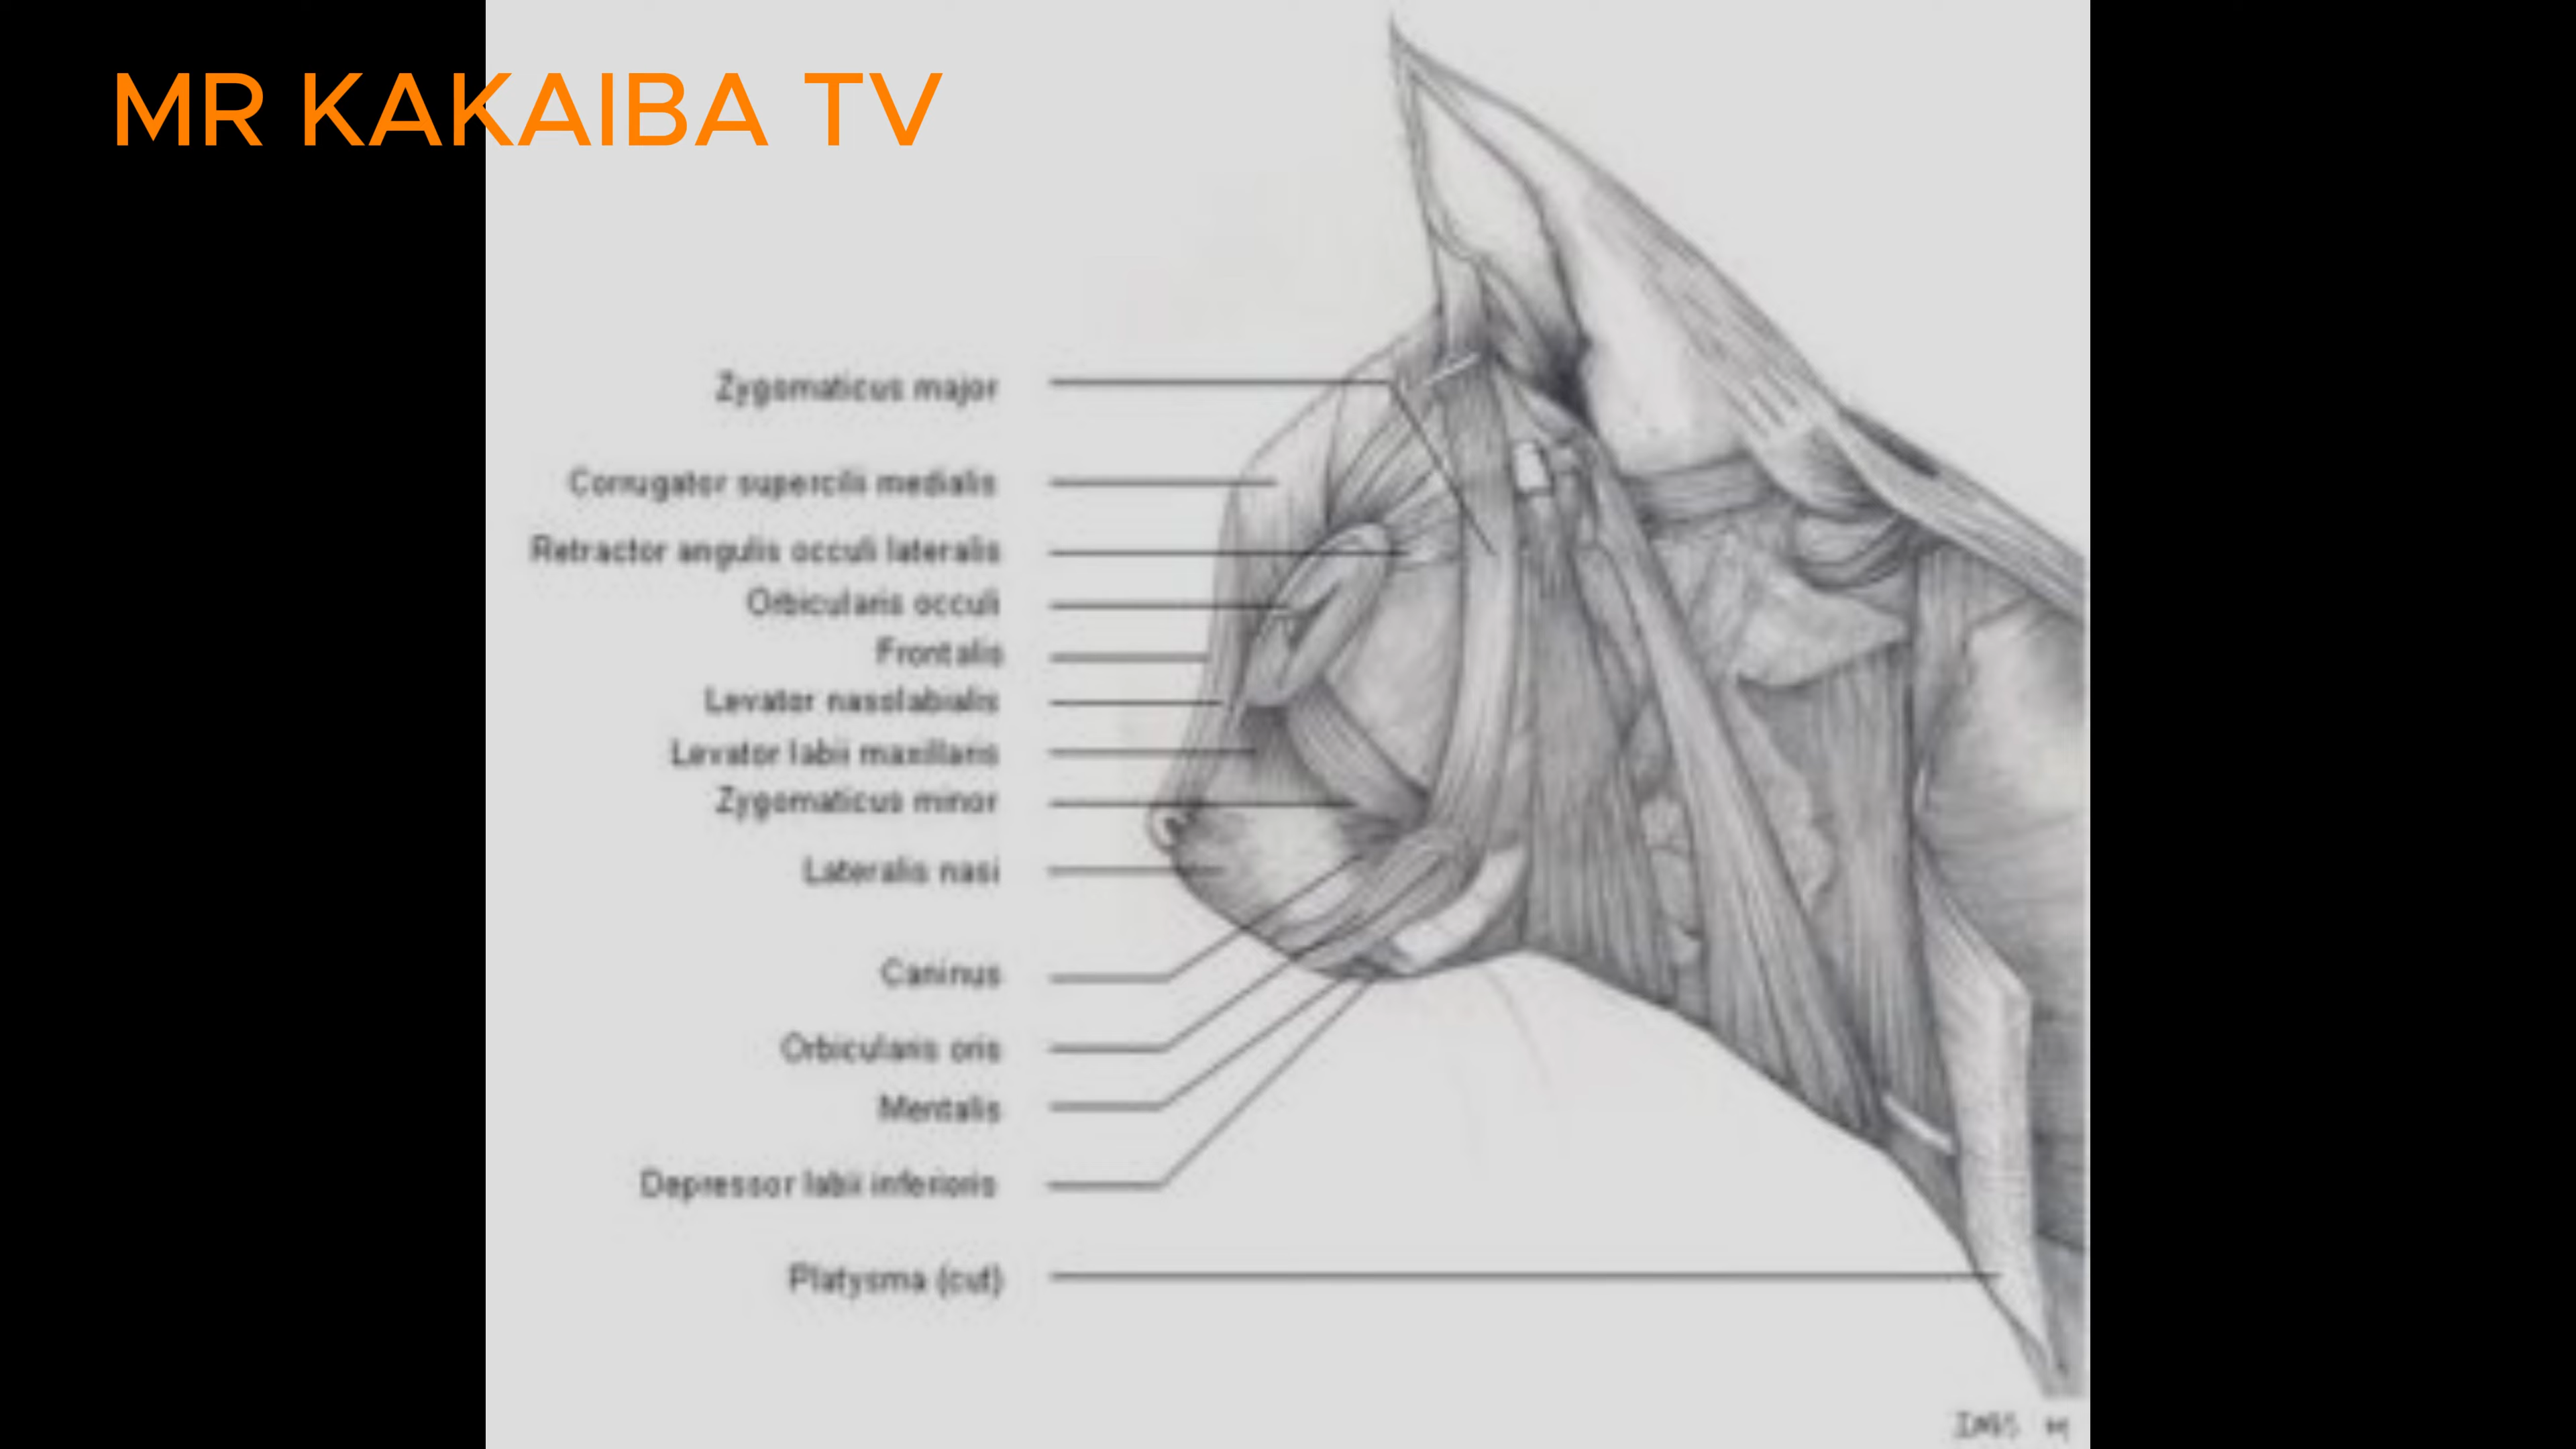 MR KAKAIBA TV
Zygomaticus major
Corrugator supercilii medialis
Retractor angulis occuli lateralis
Orbicularis occuli
Frontalis
Levator nasolabialis
Levator labii maxillaris
Zygomaticus minor
Lateralis nasi
Caninus
Orbicularis oris
Mentalis
Depressor labii inferioris
Platysma (cut)